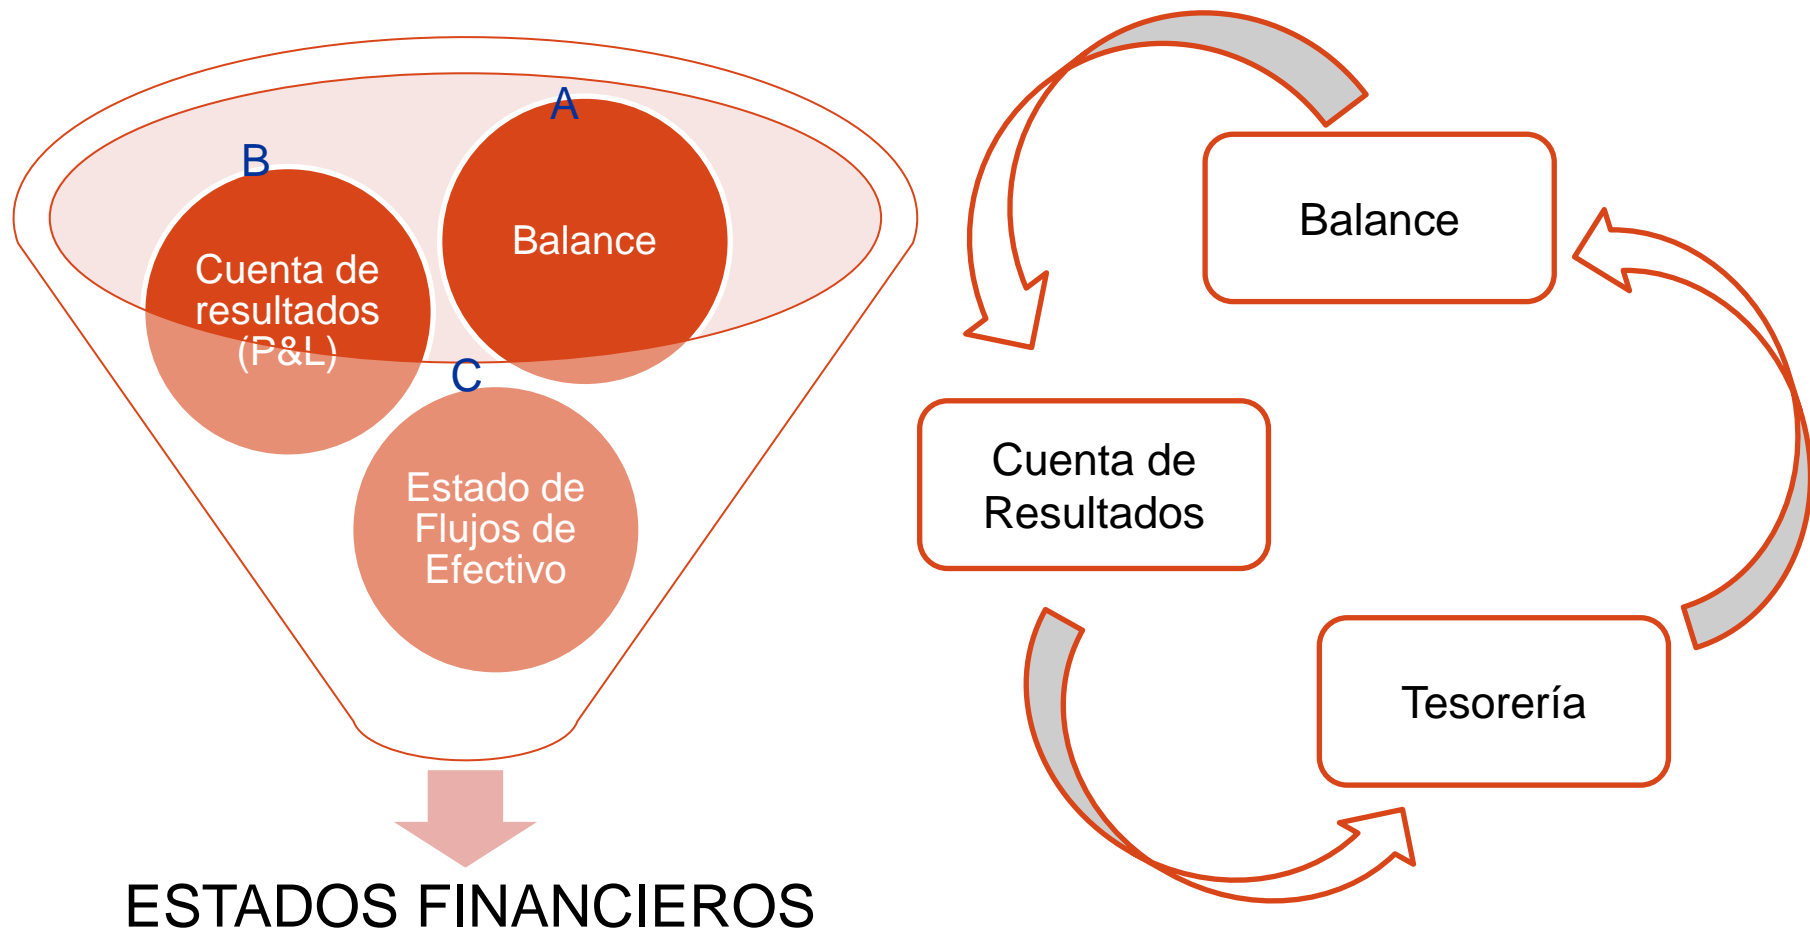 A
Balance
B
Cuenta de
resultados
(P&L)
C
Estado de
Flujos de
Efectivo
ESTADOS FINANCIEROS
Balance
Cuenta de
Resultados
Tesorería